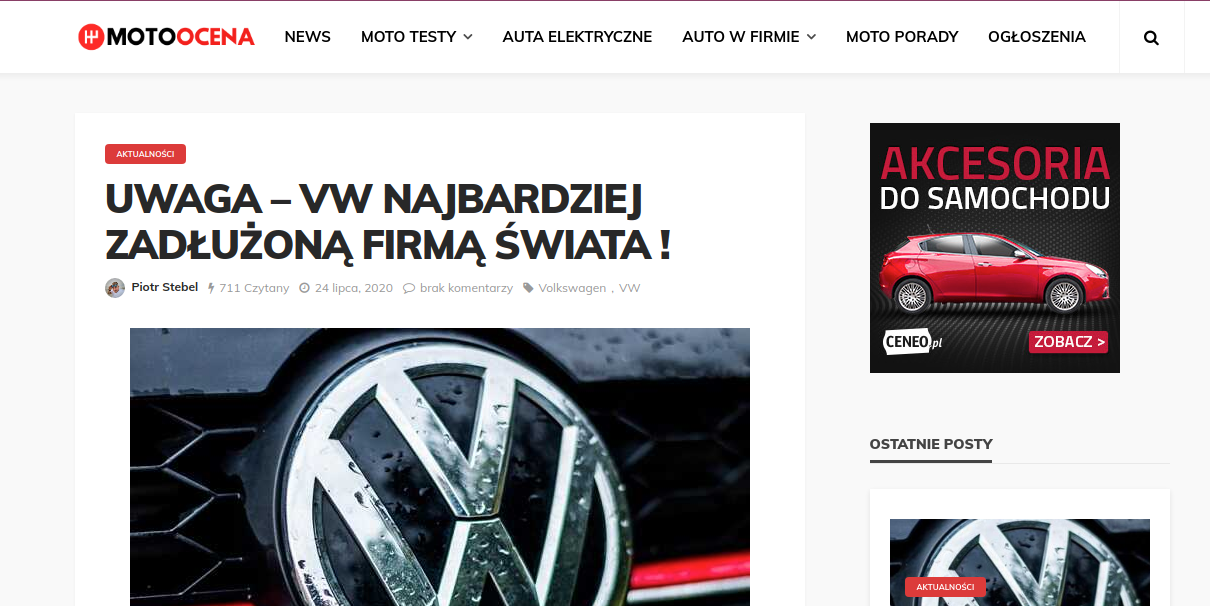 MOTOOCENA
NEWS
MOTO TESTY
AUTA ELEKTRYCZNE
AUTO W FIRMIE
MOTO PORADY
OGŁOSZENIA
AKTUALNOŚCI
UWAGA – VW NAJBARDZIEJ
ZADŁUŻONĄ FIRMĄ ŚWIATA !
Piotr Stebel 711 Czytany 24 lipca, 2020 brak komentarzy Volkswagen , VW
AKCESORIA
DO SAMOCHODU
CENEO.pl
ZOBACZ >
OSTATNIE POSTY
AKTUALNOŚCI